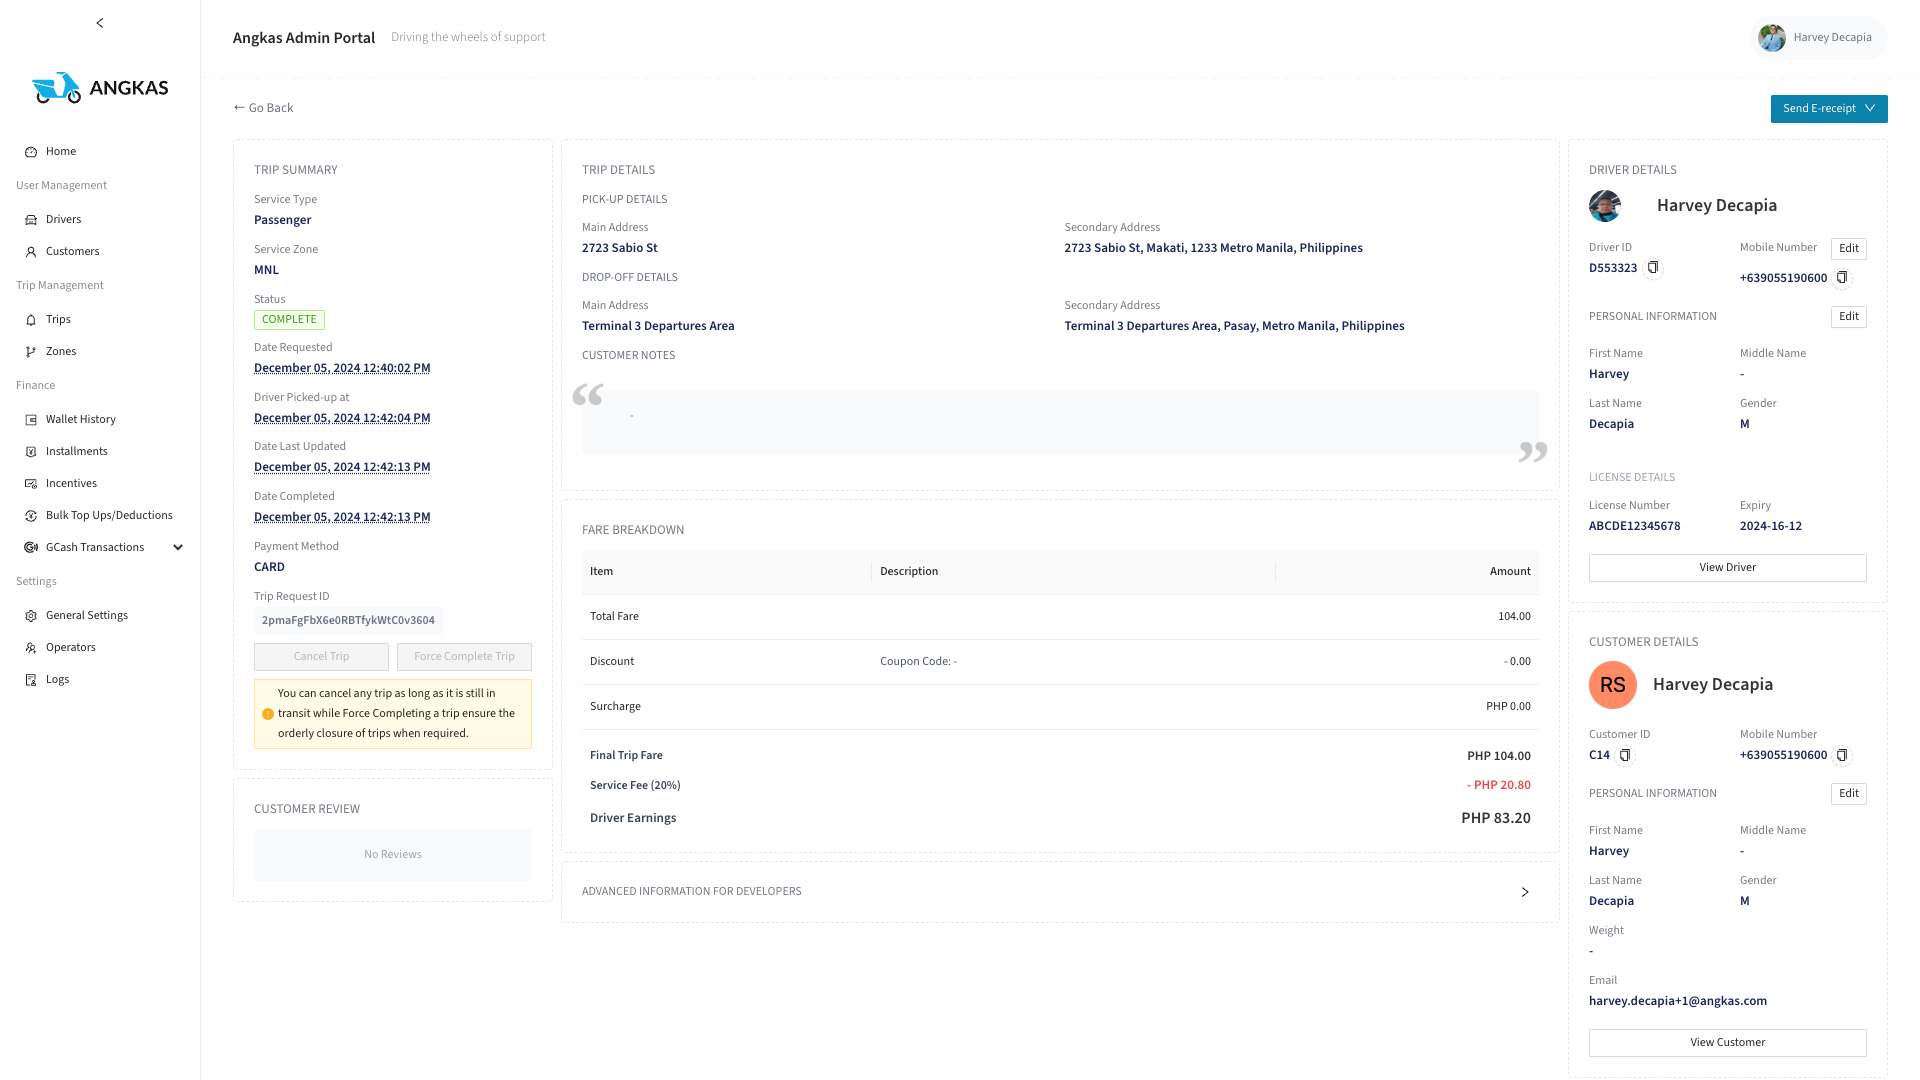 Angkas Admin Portal
Driving the wheels of support
Harvey Decapia
ANGKAS
Home
User Management
Drivers
Customers
Trip Management
Trips
Zones
Finance
Wallet History
Installments
Incentives
Bulk Top Ups/Deductions
GCash Transactions
Settings
General Settings
Operators
Logs
← Go Back
Send E-receipt
TRIP SUMMARY
Service Type
Passenger
Service Zone
MNL
Status
COMPLETE
Date Requested
December 05, 2024 12:40:02 PM
Driver Picked-up at
December 05, 2024 12:42:04 PM
Date Last Updated
December 05, 2024 12:42:13 PM
Date Completed
December 05, 2024 12:42:13 PM
Payment Method
CARD
Trip Request ID
2pmaFgFbX6e0RBTfykWtC0v3604
Cancel Trip
Force Complete Trip
You can cancel any trip as long as it is still in
transit while Force Completing a trip ensure the
orderly closure of trips when required.
CUSTOMER REVIEW
No Reviews
TRIP DETAILS
PICK-UP DETAILS
Main Address
2723 Sabio St
Secondary Address
2723 Sabio St, Makati, 1233 Metro Manila, Philippines
DROP-OFF DETAILS
Main Address
Terminal 3 Departures Area
Secondary Address
Terminal 3 Departures Area, Pasay, Metro Manila, Philippines
CUSTOMER NOTES
“
-
”
FARE BREAKDOWN
Item Description Amount
Total Fare 104.00
Discount Coupon Code: - - 0.00
Surcharge PHP 0.00
Final Trip Fare PHP 104.00
Service Fee (20%) - PHP 20.80
Driver Earnings PHP 83.20
ADVANCED INFORMATION FOR DEVELOPERS
DRIVER DETAILS
Harvey Decapia
Driver ID
D553323
Mobile Number
Edit
+639055190600
PERSONAL INFORMATION
Edit
First Name
Harvey
Middle Name
-
Last Name
Decapia
Gender
M
LICENSE DETAILS
License Number
ABCDE12345678
Expiry
2024-16-12
View Driver
CUSTOMER DETAILS
RS
Harvey Decapia
Customer ID
C14
Mobile Number
+639055190600
PERSONAL INFORMATION
Edit
First Name
Harvey
Middle Name
-
Last Name
Decapia
Gender
M
Weight
-
Email
harvey.decapia+1@angkas.com
View Customer